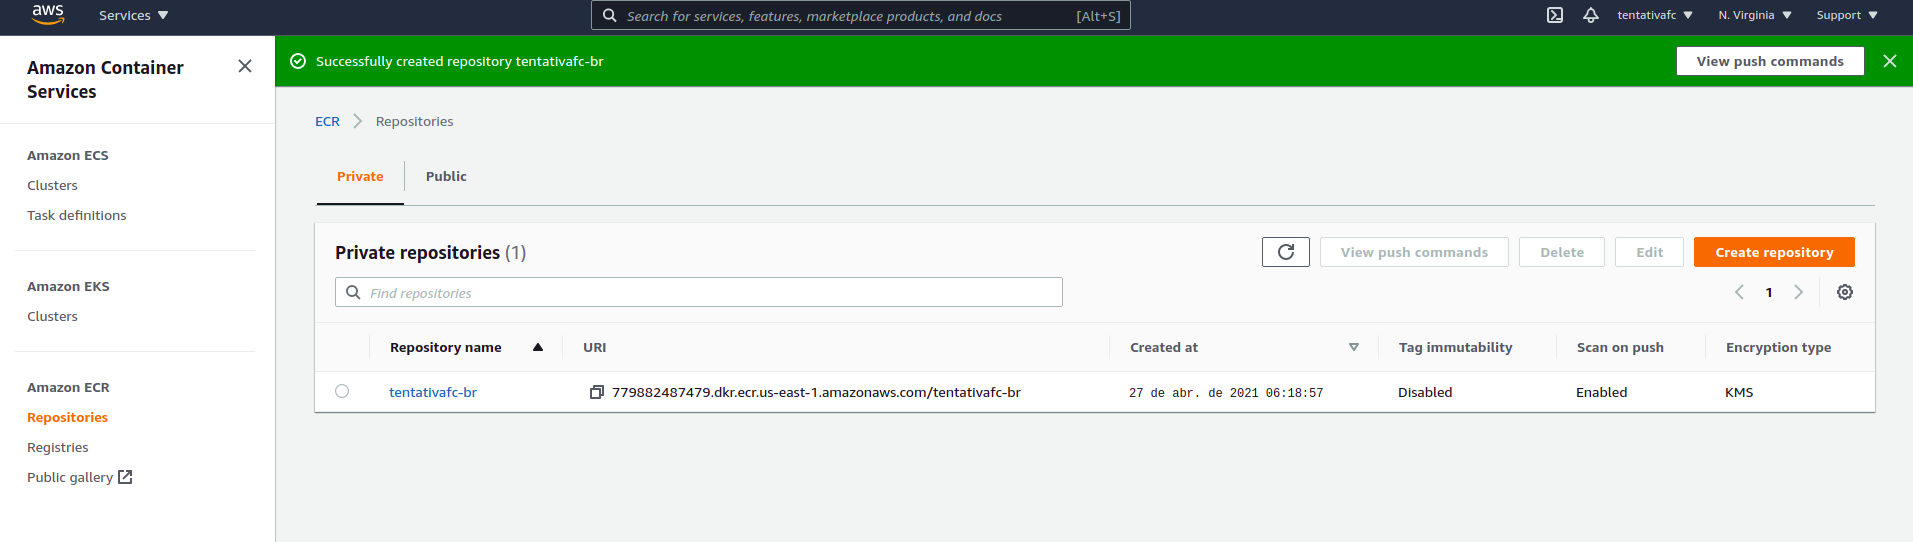 aws
Services
Search for services, features, marketplace products, and docs [Alt+S]
tentativafc
N. Virginia
Support
Amazon Container
Services
Successfully created repository tentativafc-br
View push commands
ECR
Repositories
Amazon ECS
Clusters
Task definitions
Amazon EKS
Clusters
Amazon ECR
Repositories
Registries
Public gallery
Private
Public
Private repositories (1)
View push commands
Delete
Edit
Create repository
Find repositories
1
Repository name
URI
Created at
Tag immutability
Scan on push
Encryption type
tentativafc-br
779882487479.dkr.ecr.us-east-1.amazonaws.com/tentativafc-br
27 de abr. de 2021 06:18:57
Disabled
Enabled
KMS